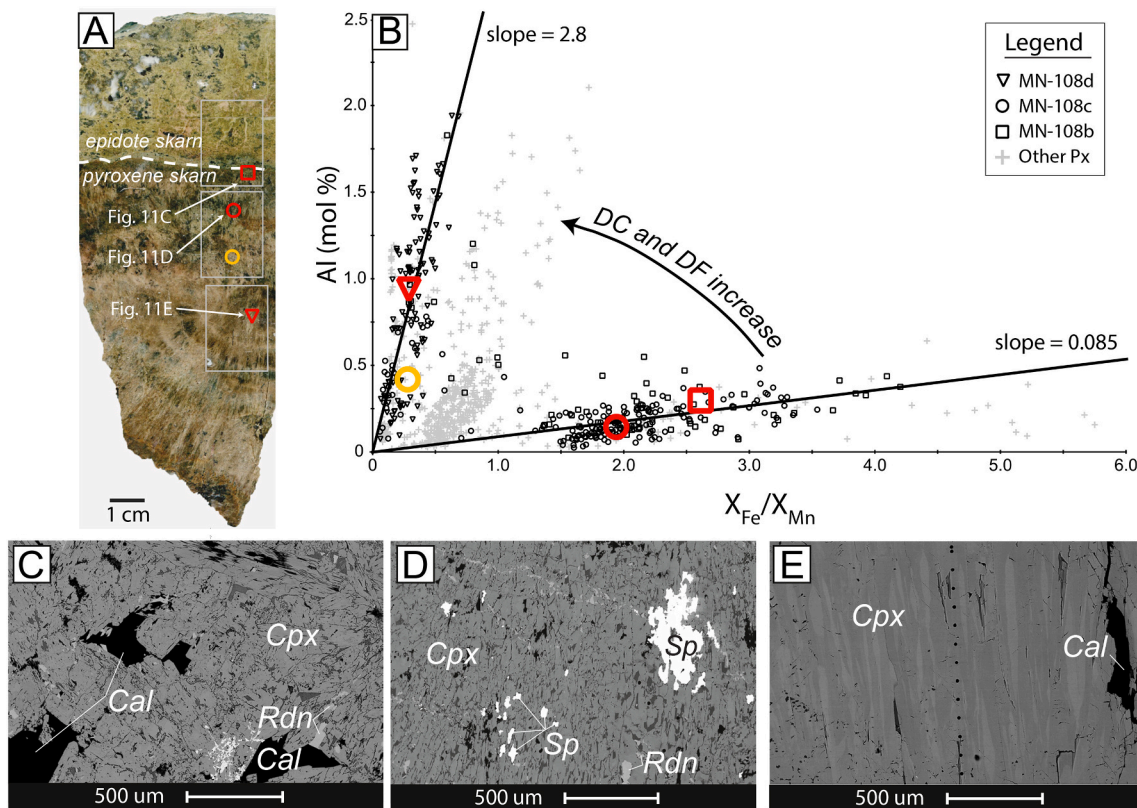 A
epidote skarn
pyroxene skarn
Fig. 11C
Fig. 11D
Fig. 11E
1 cm
B
slope = 2.8
2.5
2.0
1.5
1.0
0.5
0
Al (mol %)
DC and DF increase
slope = 0.085
0
1.0
2.0
3.0
4.0
5.0
6.0
X_Fe/X_Mn
Legend
MN-108d
MN-108c
MN-108b
Other Px
C
Cpx
Cal
Rdn
Cal
500 um
D
Cpx
Sp
Sp
Rdn
500 um
E
Cpx
Cal
500 um